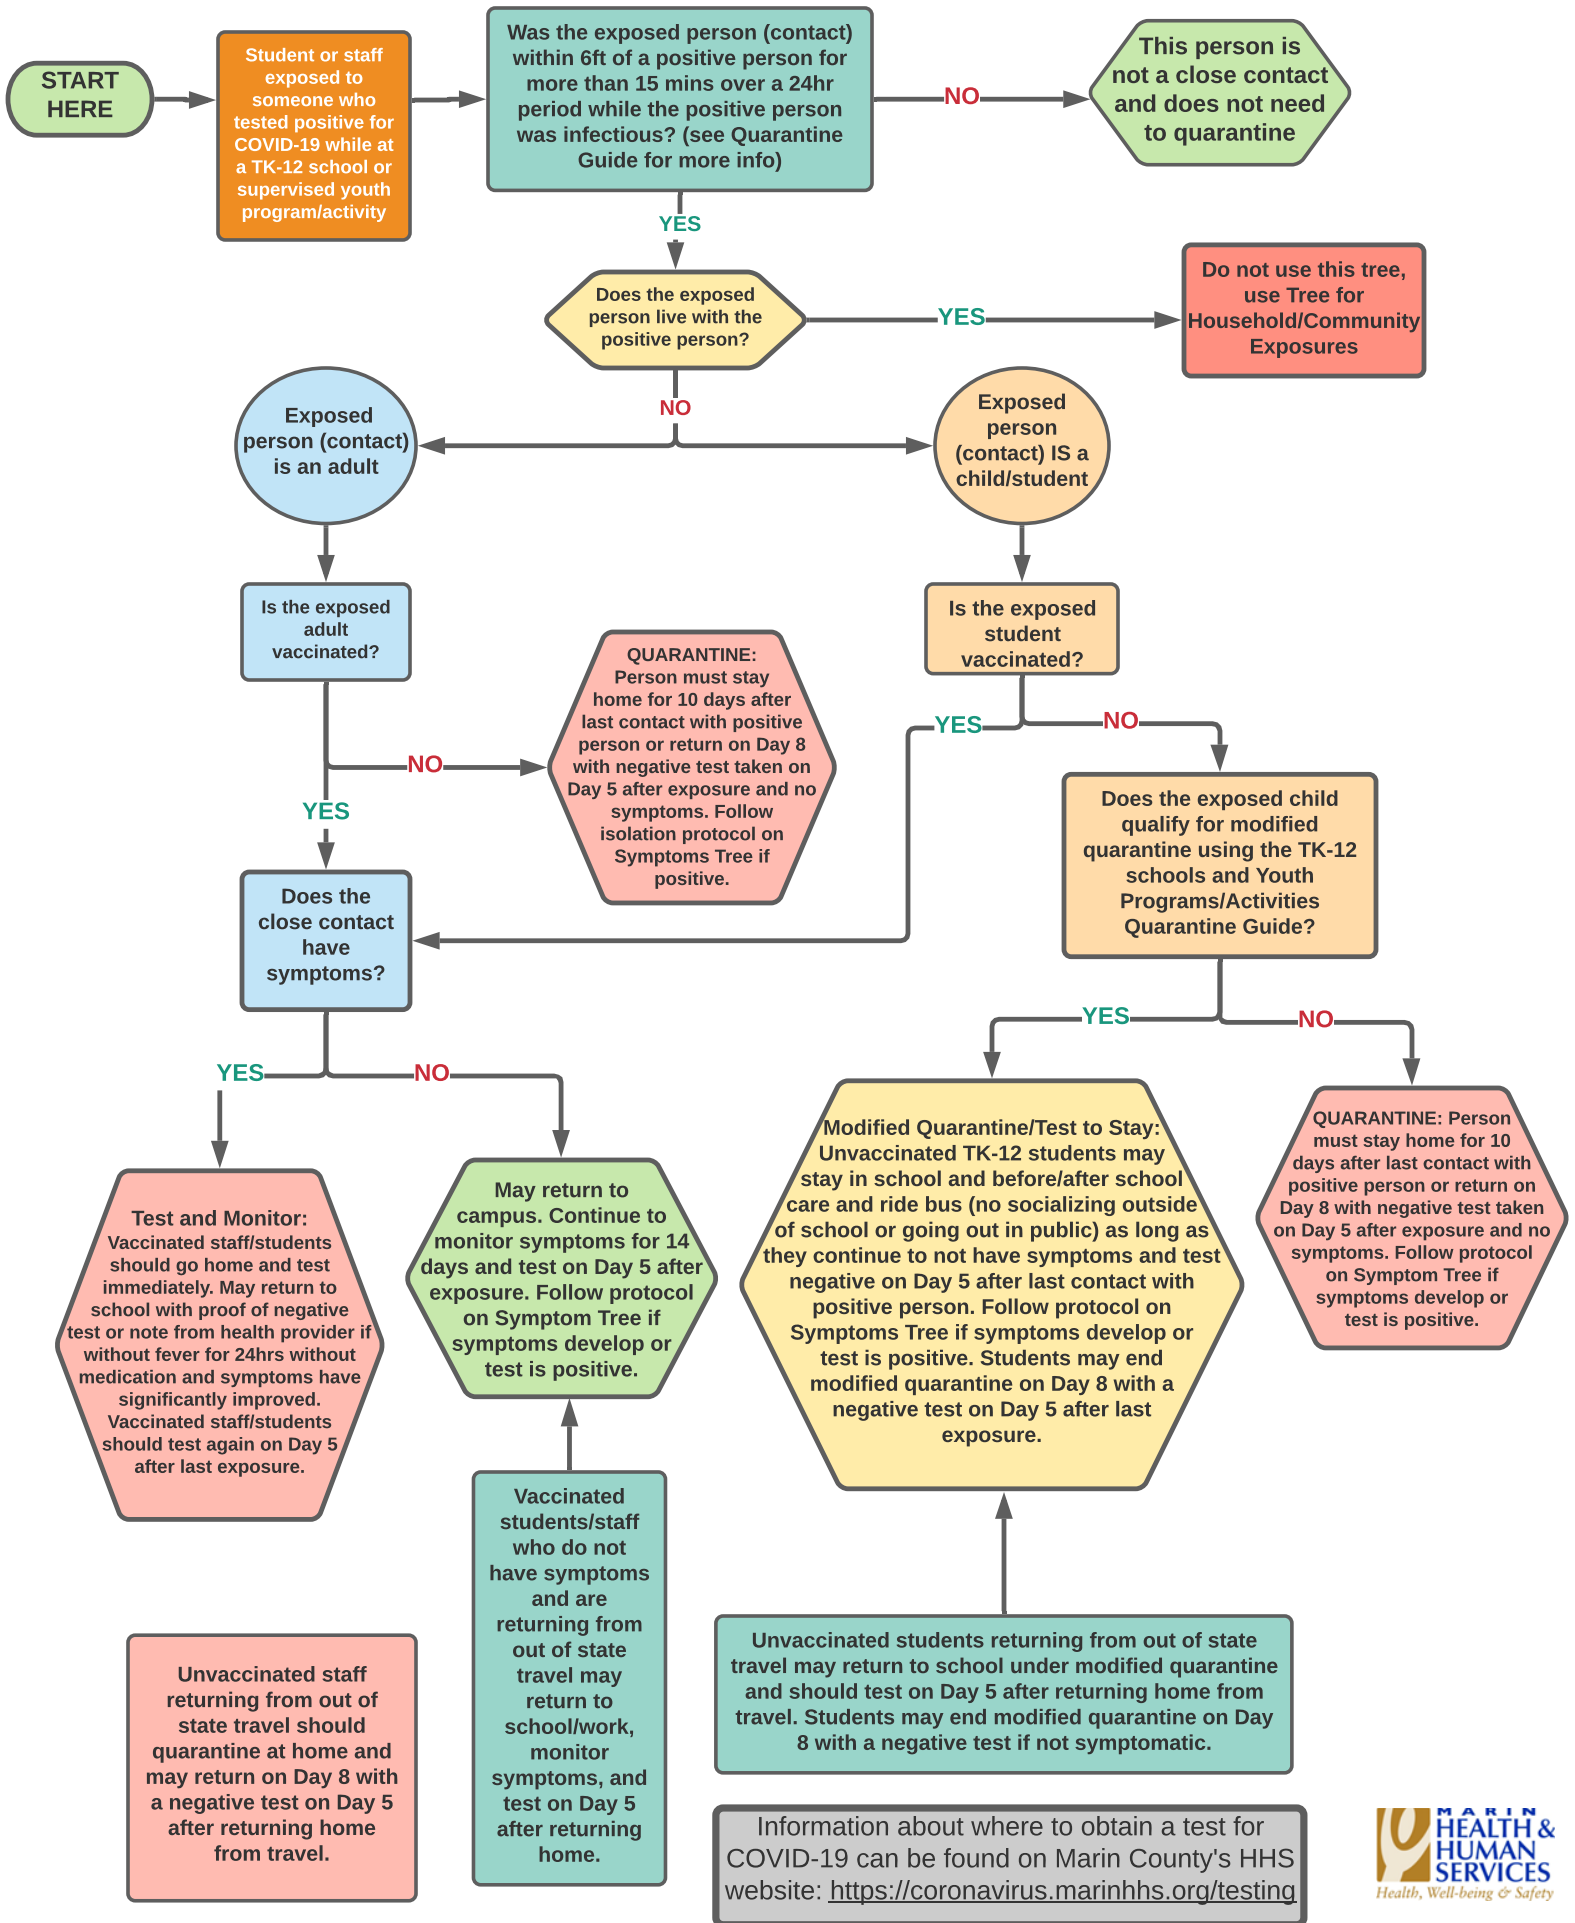 START
HERE
Student or staff
exposed to
someone who
tested positive for
COVID-19 while at
a TK-12 school or
supervised youth
program/activity
Was the exposed person (contact)
within 6ft of a positive person for
more than 15 mins over a 24hr
period while the positive person
was infectious? (see Quarantine
Guide for more info)
NO
This person is
not a close contact
and does not need
to quarantine
YES
Does the exposed
person live with the
positive person?
YES
Do not use this tree,
use Tree for
Household/Community
Exposures
NO
Exposed
person (contact)
is an adult
Exposed
person
(contact) IS a
child/student
Is the exposed
adult
vaccinated?
Is the exposed
student
vaccinated?
NO
QUARANTINE:
Person must stay
home for 10 days after
last contact with positive
person or return on Day 8
with negative test taken on
Day 5 after exposure and no
symptoms. Follow
isolation protocol on
Symptoms Tree if
positive.
YES
YES
NO
Does the exposed child
qualify for modified
quarantine using the TK-12
schools and Youth
Programs/Activities
Quarantine Guide?
Does the
close contact
have
symptoms?
YES
NO
YES
NO
Test and Monitor:
Vaccinated staff/students
should go home and test
immediately. May return to
school with proof of negative
test or note from health provider if
without fever for 24hrs without
medication and symptoms have
significantly improved.
Vaccinated staff/students
should test again on Day 5
after last exposure.
May return to
campus. Continue to
monitor symptoms for 14
days and test on Day 5 after
exposure. Follow protocol
on Symptom Tree if
symptoms develop or
test is positive.
Modified Quarantine/Test to Stay:
Unvaccinated TK-12 students may
stay in school and before/after school
care and ride bus (no socializing outside
of school or going out in public) as long as
they continue to not have symptoms and test
negative on Day 5 after last contact with
positive person. Follow protocol on
Symptoms Tree if symptoms develop or
test is positive. Students may end
modified quarantine on Day 8 with a
negative test on Day 5 after last
exposure.
QUARANTINE: Person
must stay home for 10
days after last contact with
positive person or return on
Day 8 with negative test taken
on Day 5 after exposure and no
symptoms. Follow protocol
on Symptom Tree if
symptoms develop or
test is positive.
Unvaccinated staff
returning from out of
state travel should
quarantine at home and
may return on Day 8 with
a negative test on Day 5
after returning home
from travel.
Vaccinated
students/staff
who do not
have symptoms
and are
returning from
out of state
travel may
return to
school/work,
monitor
symptoms, and
test on Day 5
after returning
home.
Unvaccinated students returning from out of state
travel may return to school under modified quarantine
and should test on Day 5 after returning home from
travel. Students may end modified quarantine on Day
8 with a negative test if not symptomatic.
Information about where to obtain a test for
COVID-19 can be found on Marin County's HHS
website: https://coronavirus.marinhhs.org/testing
MARIN
HEALTH &
HUMAN
SERVICES
Health, Well-being & Safety